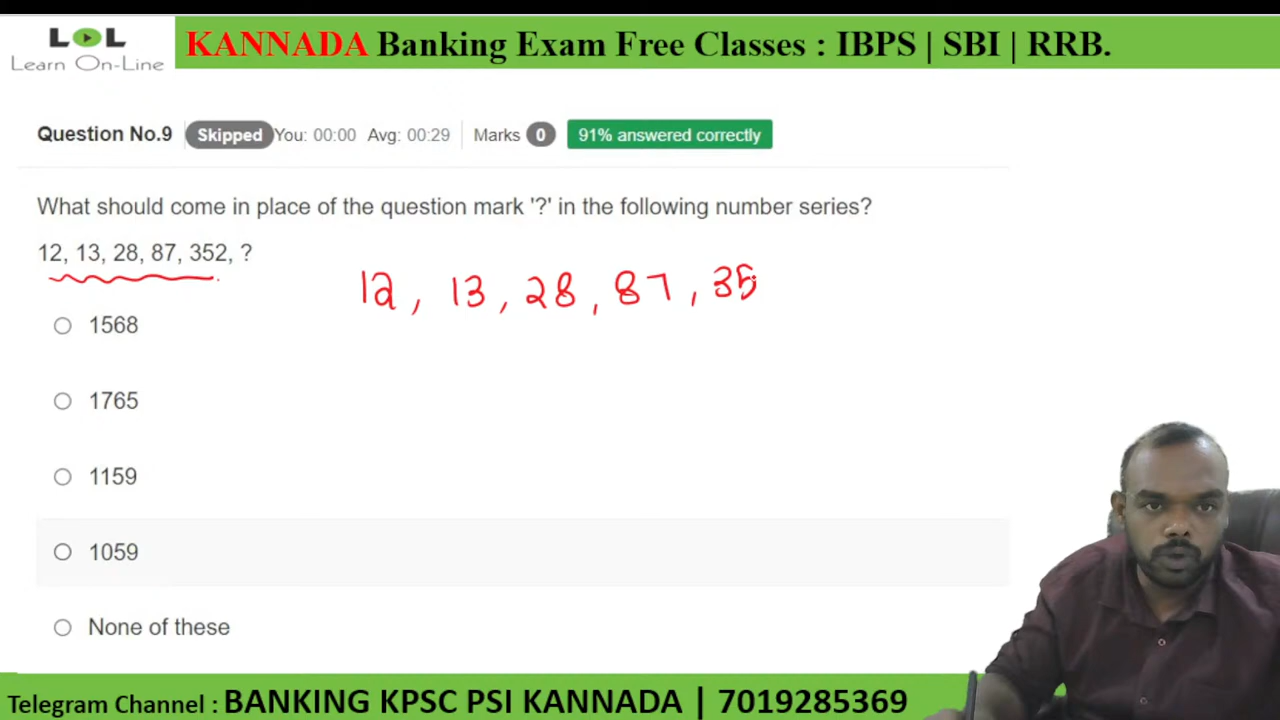 LOL
Learn On-Line
KANNADA Banking Exam Free Classes : IBPS | SBI | RRB.
Question No.9 Skipped You: 00:00 Avg: 00:29 Marks 0 91% answered correctly
What should come in place of the question mark '?' in the following number series?
12, 13, 28, 87, 352, ?
12, 13, 28, 87, 35
1568
1765
1159
1059
None of these
Telegram Channel : BANKING KPSC PSI KANNADA | 7019285369